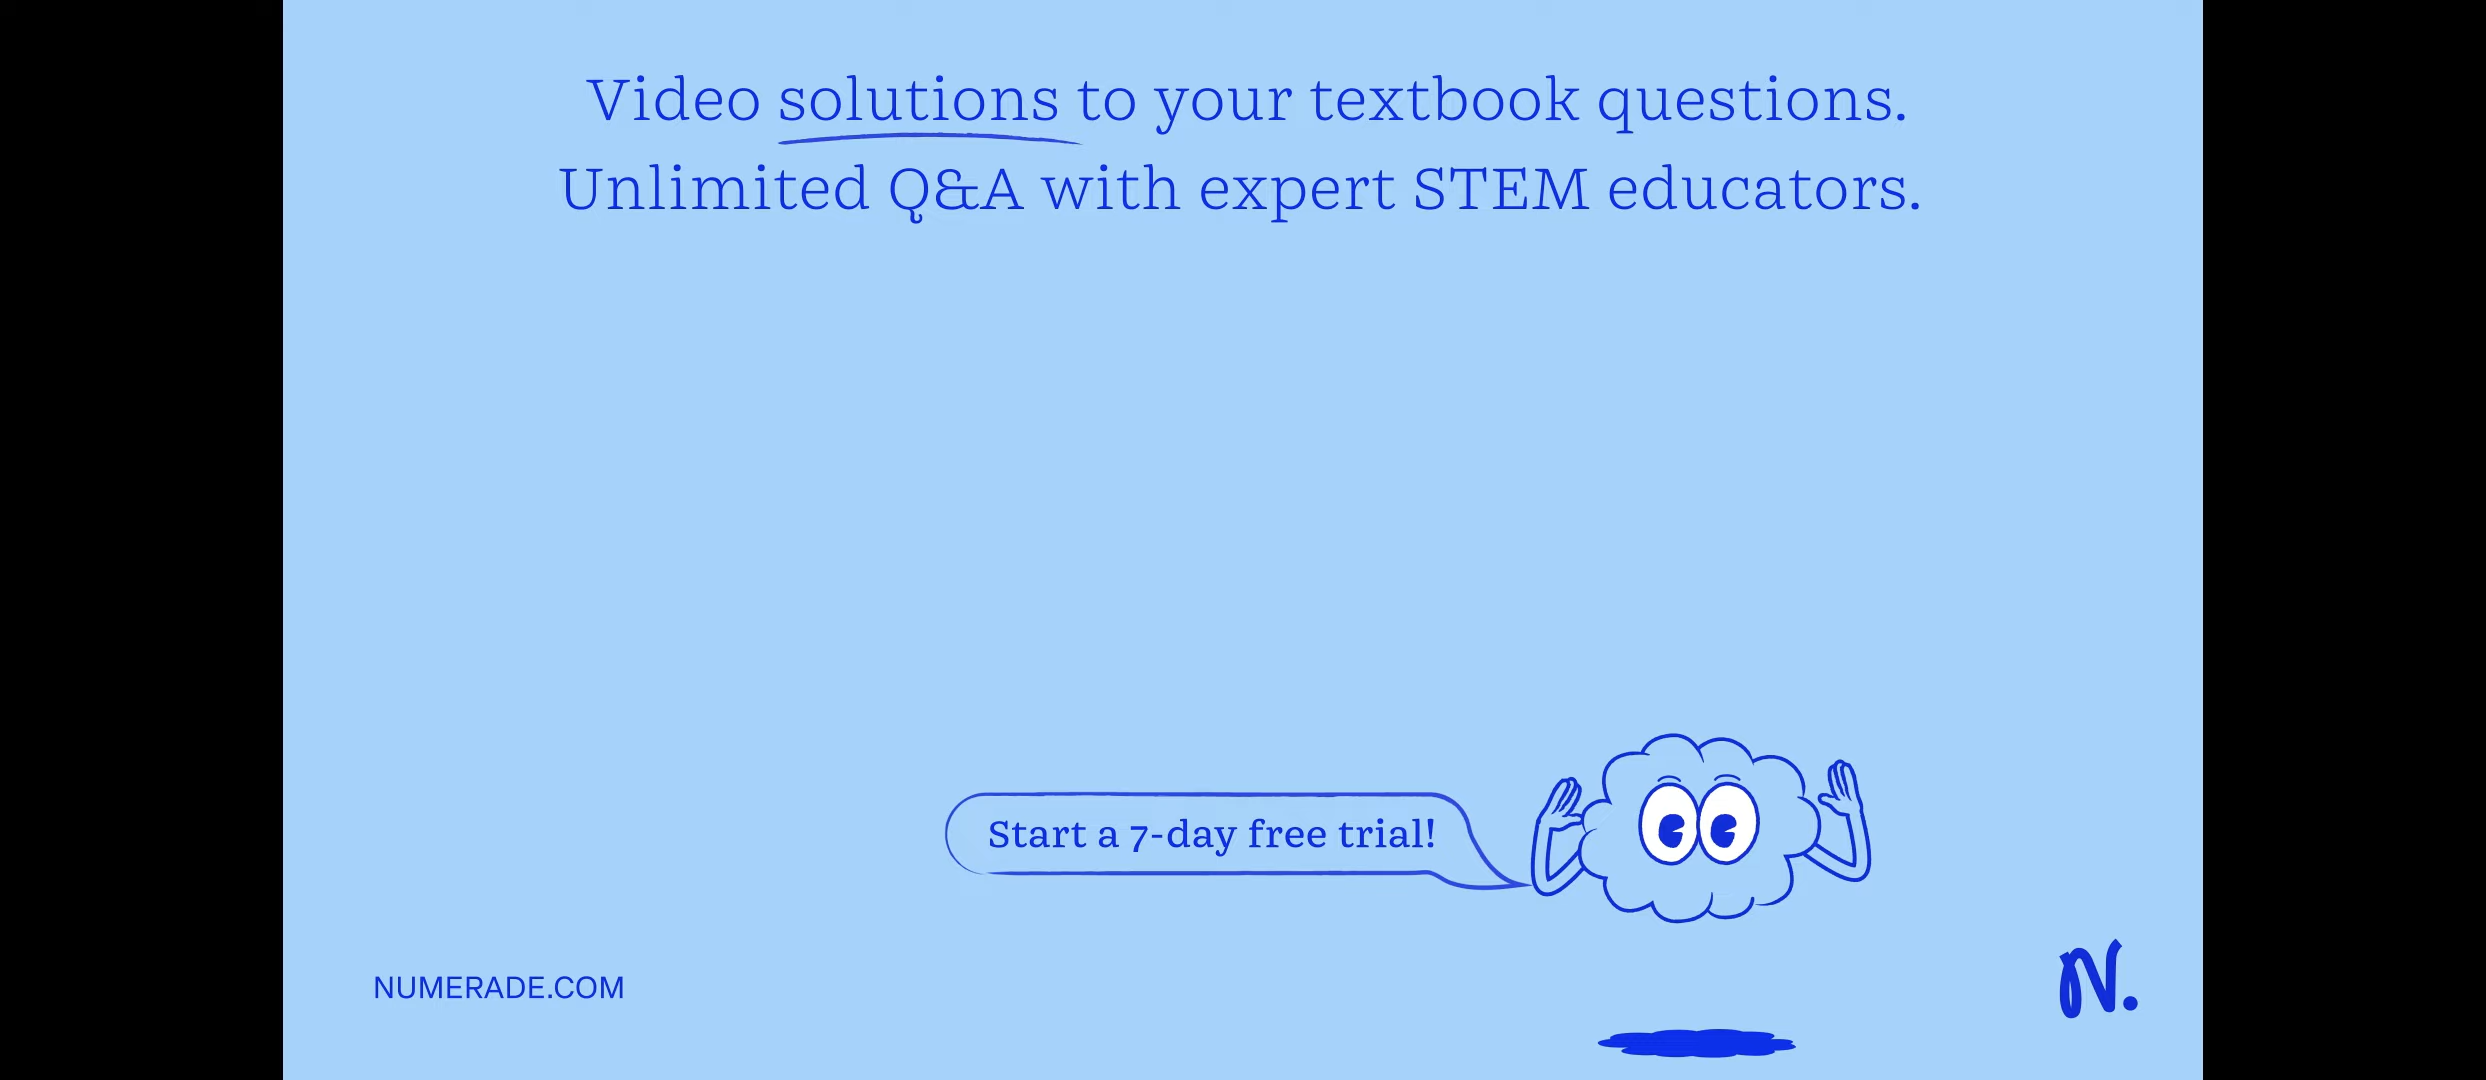 Video solutions to your textbook questions.
Unlimited Q&A with expert STEM educators.
Start a 7-day free trial!
NUMERADE.COM
N.